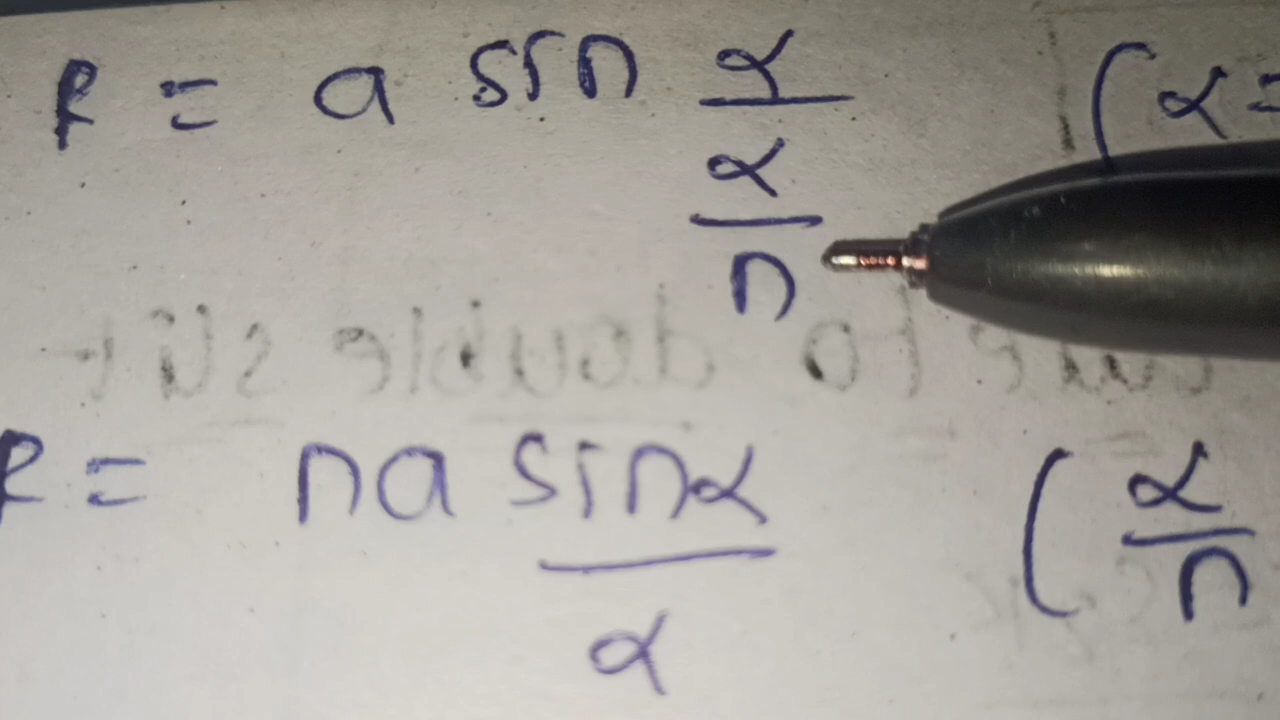 R = a sin α / α / n (α =
R = na sinα / α (α / n